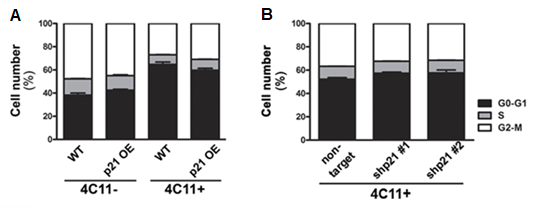 A
B
Cell number
(%)
100
80
60
40
20
0
WT
p21 OE
WT
p21 OE
4C11-
4C11+
Cell number
(%)
100
80
60
40
20
0
non-
target
shp21 #1
shp21 #2
4C11+
G0-G1
S
G2-M